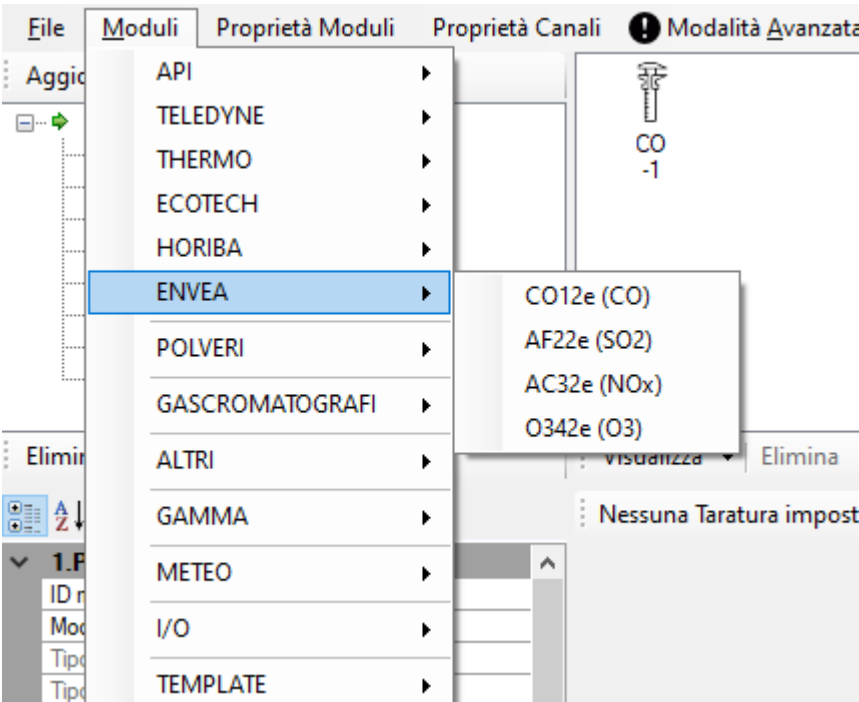 File Moduli Proprietà Moduli Proprietà Canali Modalità Avanzata
API
TELEDYNE
THERMO
ECOTECH
HORIBA
ENVEA
POLVERI
GASCROMATOGRAFI
ALTRI
GAMMA
METEO
I/O
TEMPLATE
CO12e (CO)
AF22e (SO2)
AC32e (NOx)
O342e (O3)
CO
-1
Visualizza Elimina
Nessuna Taratura impost
Aggio
Elimin
1.P
ID
Mod
Tipo
Tipo